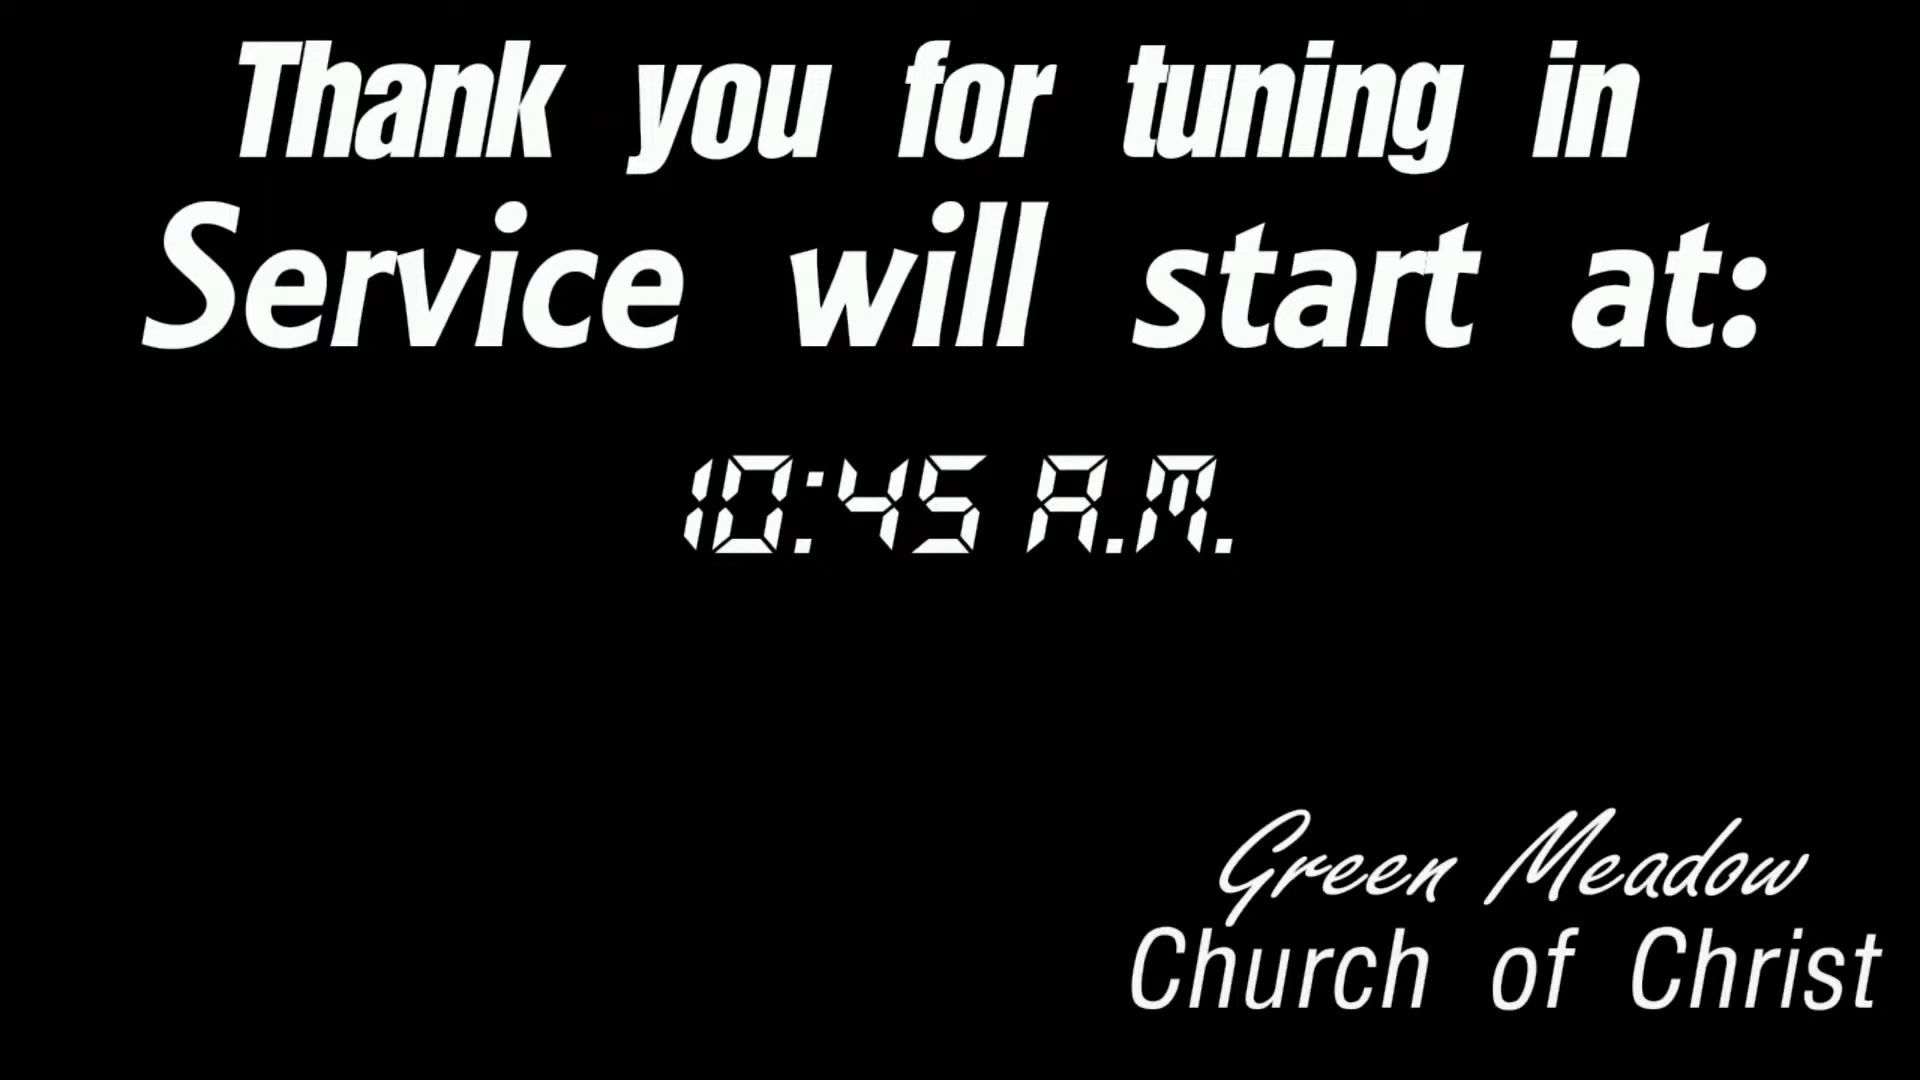 Thank you for tuning in
Service will start at:
10:45 A.M.
Green Meadow
Church of Christ